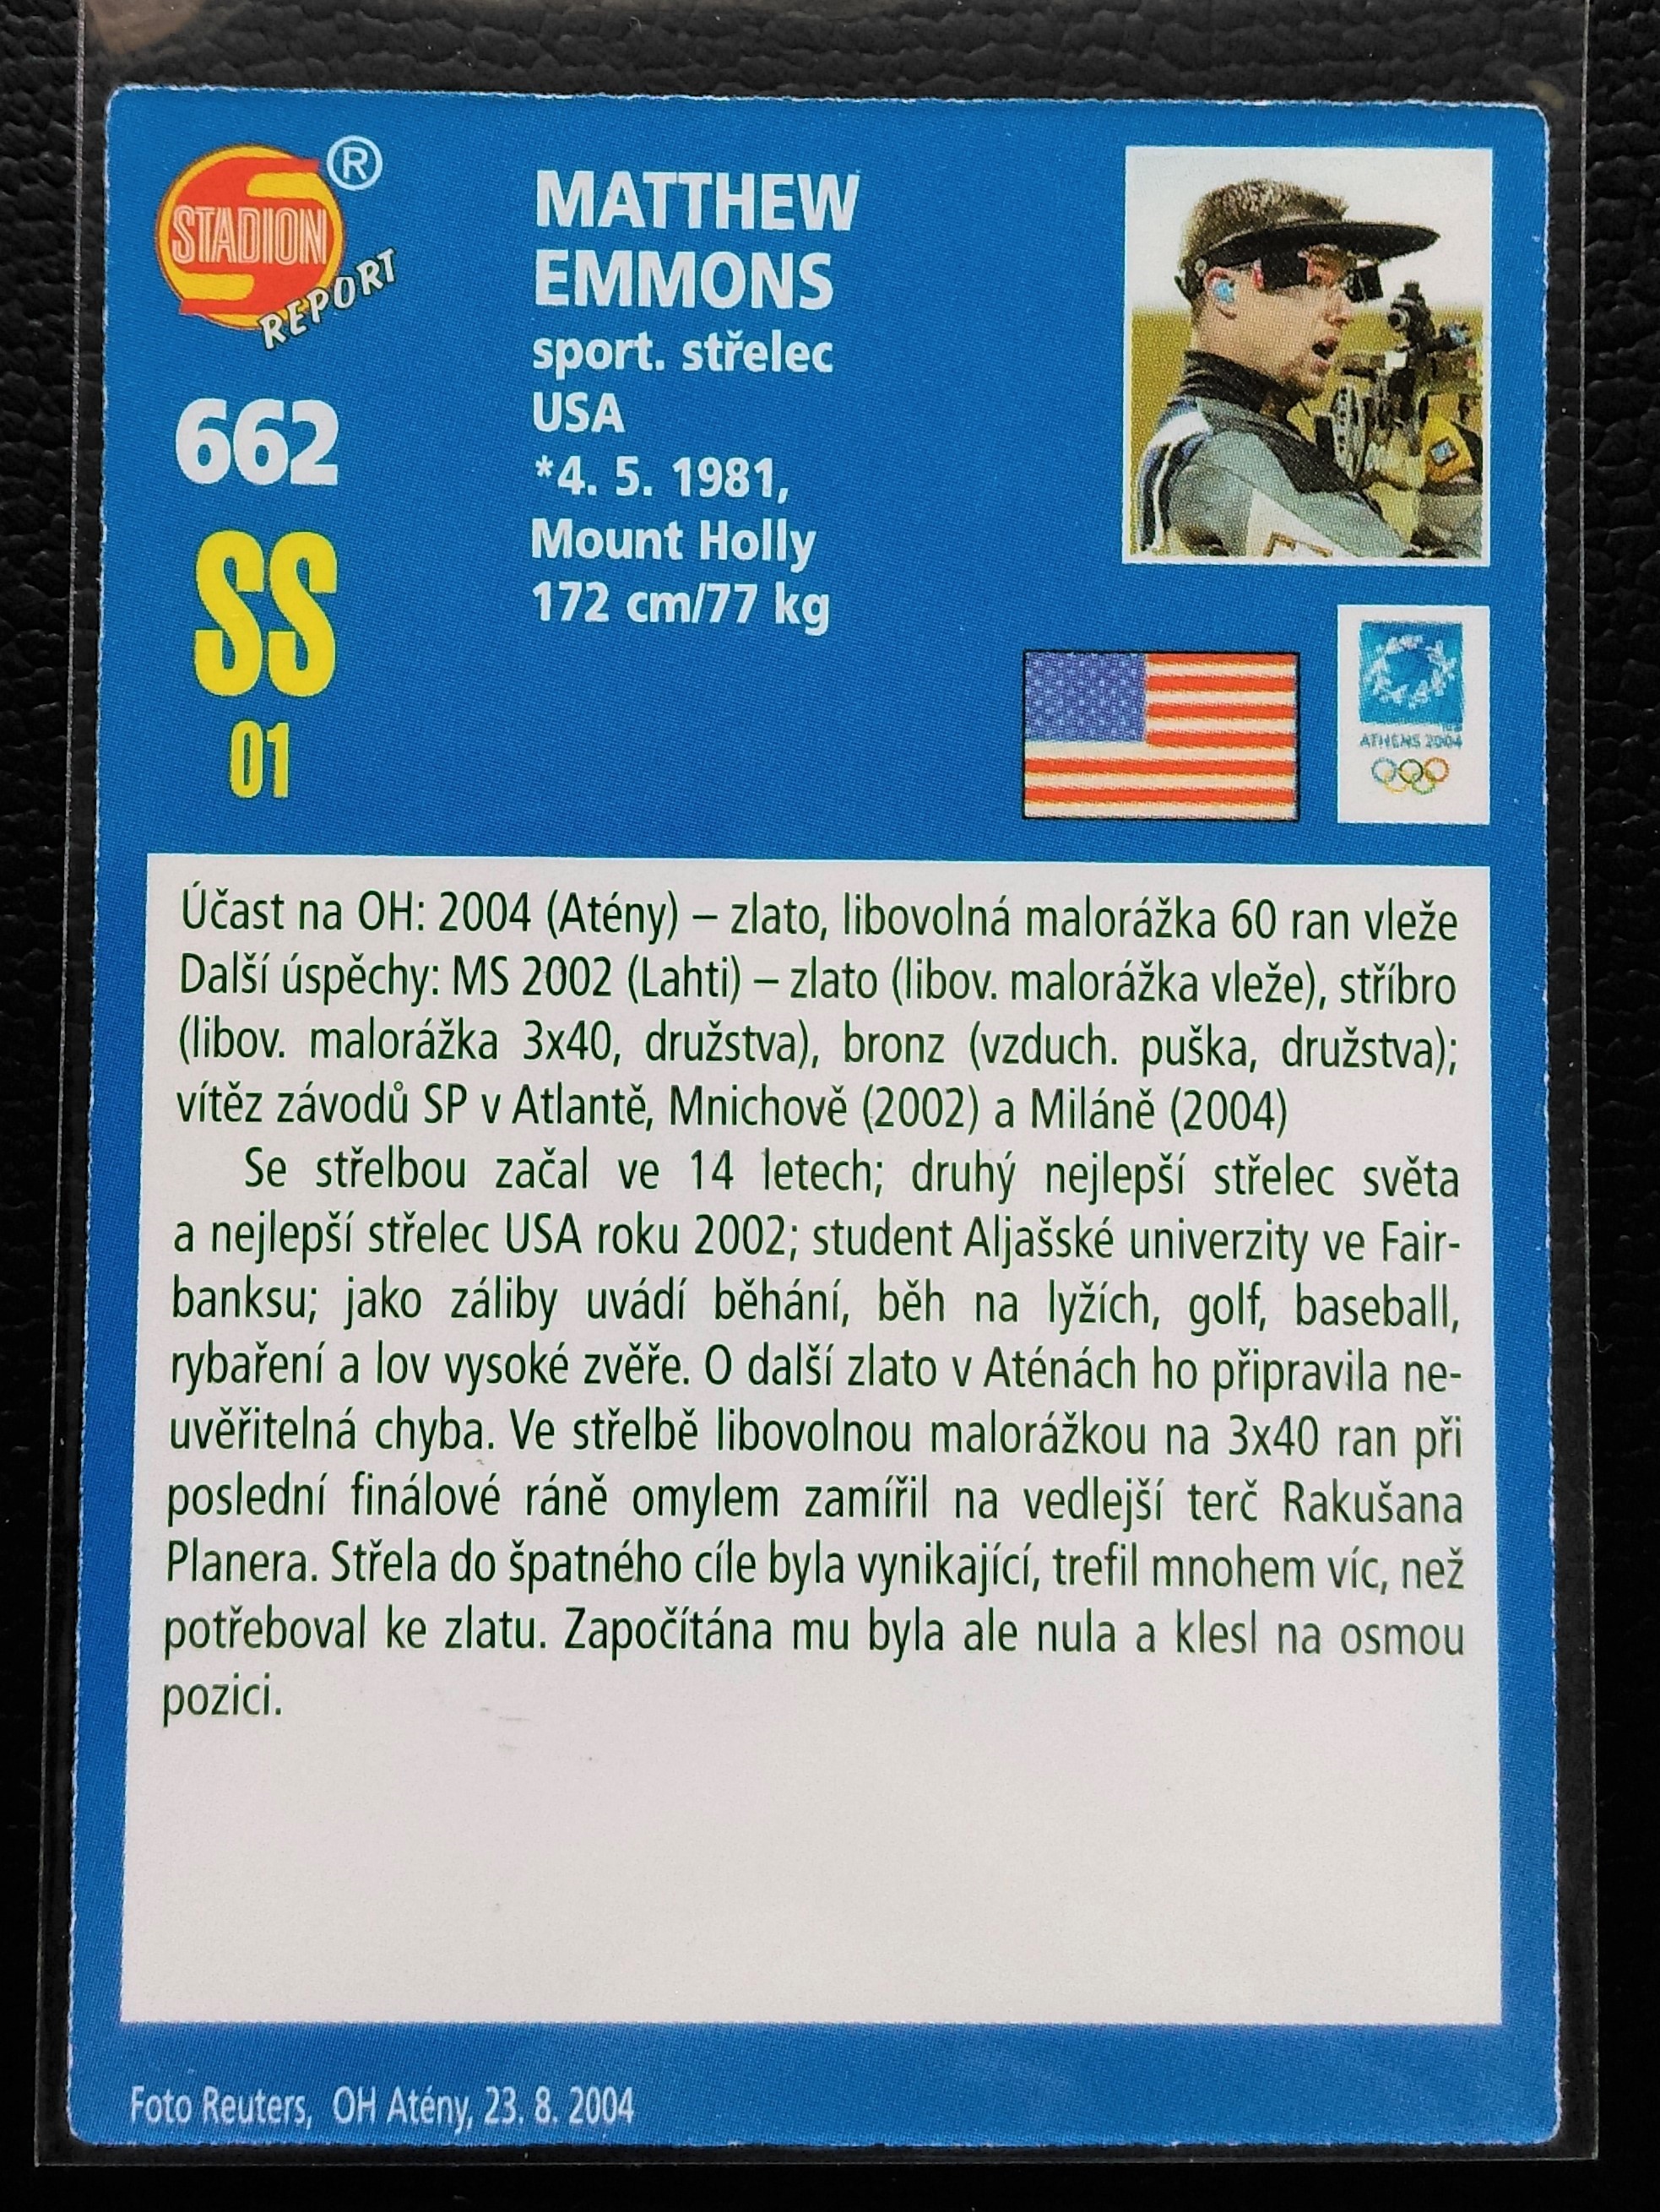 STADION
®
REPORT
662
SS
01
MATTHEW
EMMONS
sport. střelec
USA
*4. 5. 1981,
Mount Holly
172 cm/77 kg
ATHENS 2004
Účast na OH: 2004 (Atény) – zlato, libovolná malorážka 60 ran vleže
Další úspěchy: MS 2002 (Lahti) – zlato (libov. malorážka vleže), stříbro
(libov. malorážka 3x40, družstva), bronz (vzduch. puška, družstva);
vítěz závodů SP v Atlantě, Mnichově (2002) a Miláně (2004)
Se střelbou začal ve 14 letech; druhý nejlepší střelec světa
a nejlepší střelec USA roku 2002; student Aljašské univerzity ve Fair-
banksu; jako záliby uvádí běhání, běh na lyžích, golf, baseball,
rybaření a lov vysoké zvěře. O další zlato v Aténách ho připravila ne-
uvěřitelná chyba. Ve střelbě libovolnou malorážkou na 3x40 ran při
poslední finálové ráně omylem zamířil na vedlejší terč Rakušana
Planera. Střela do špatného cíle byla vynikající, trefil mnohem víc, než
potřeboval ke zlatu. Započítána mu byla ale nula a klesl na osmou
pozici.
Foto Reuters, OH Atény, 23. 8. 2004